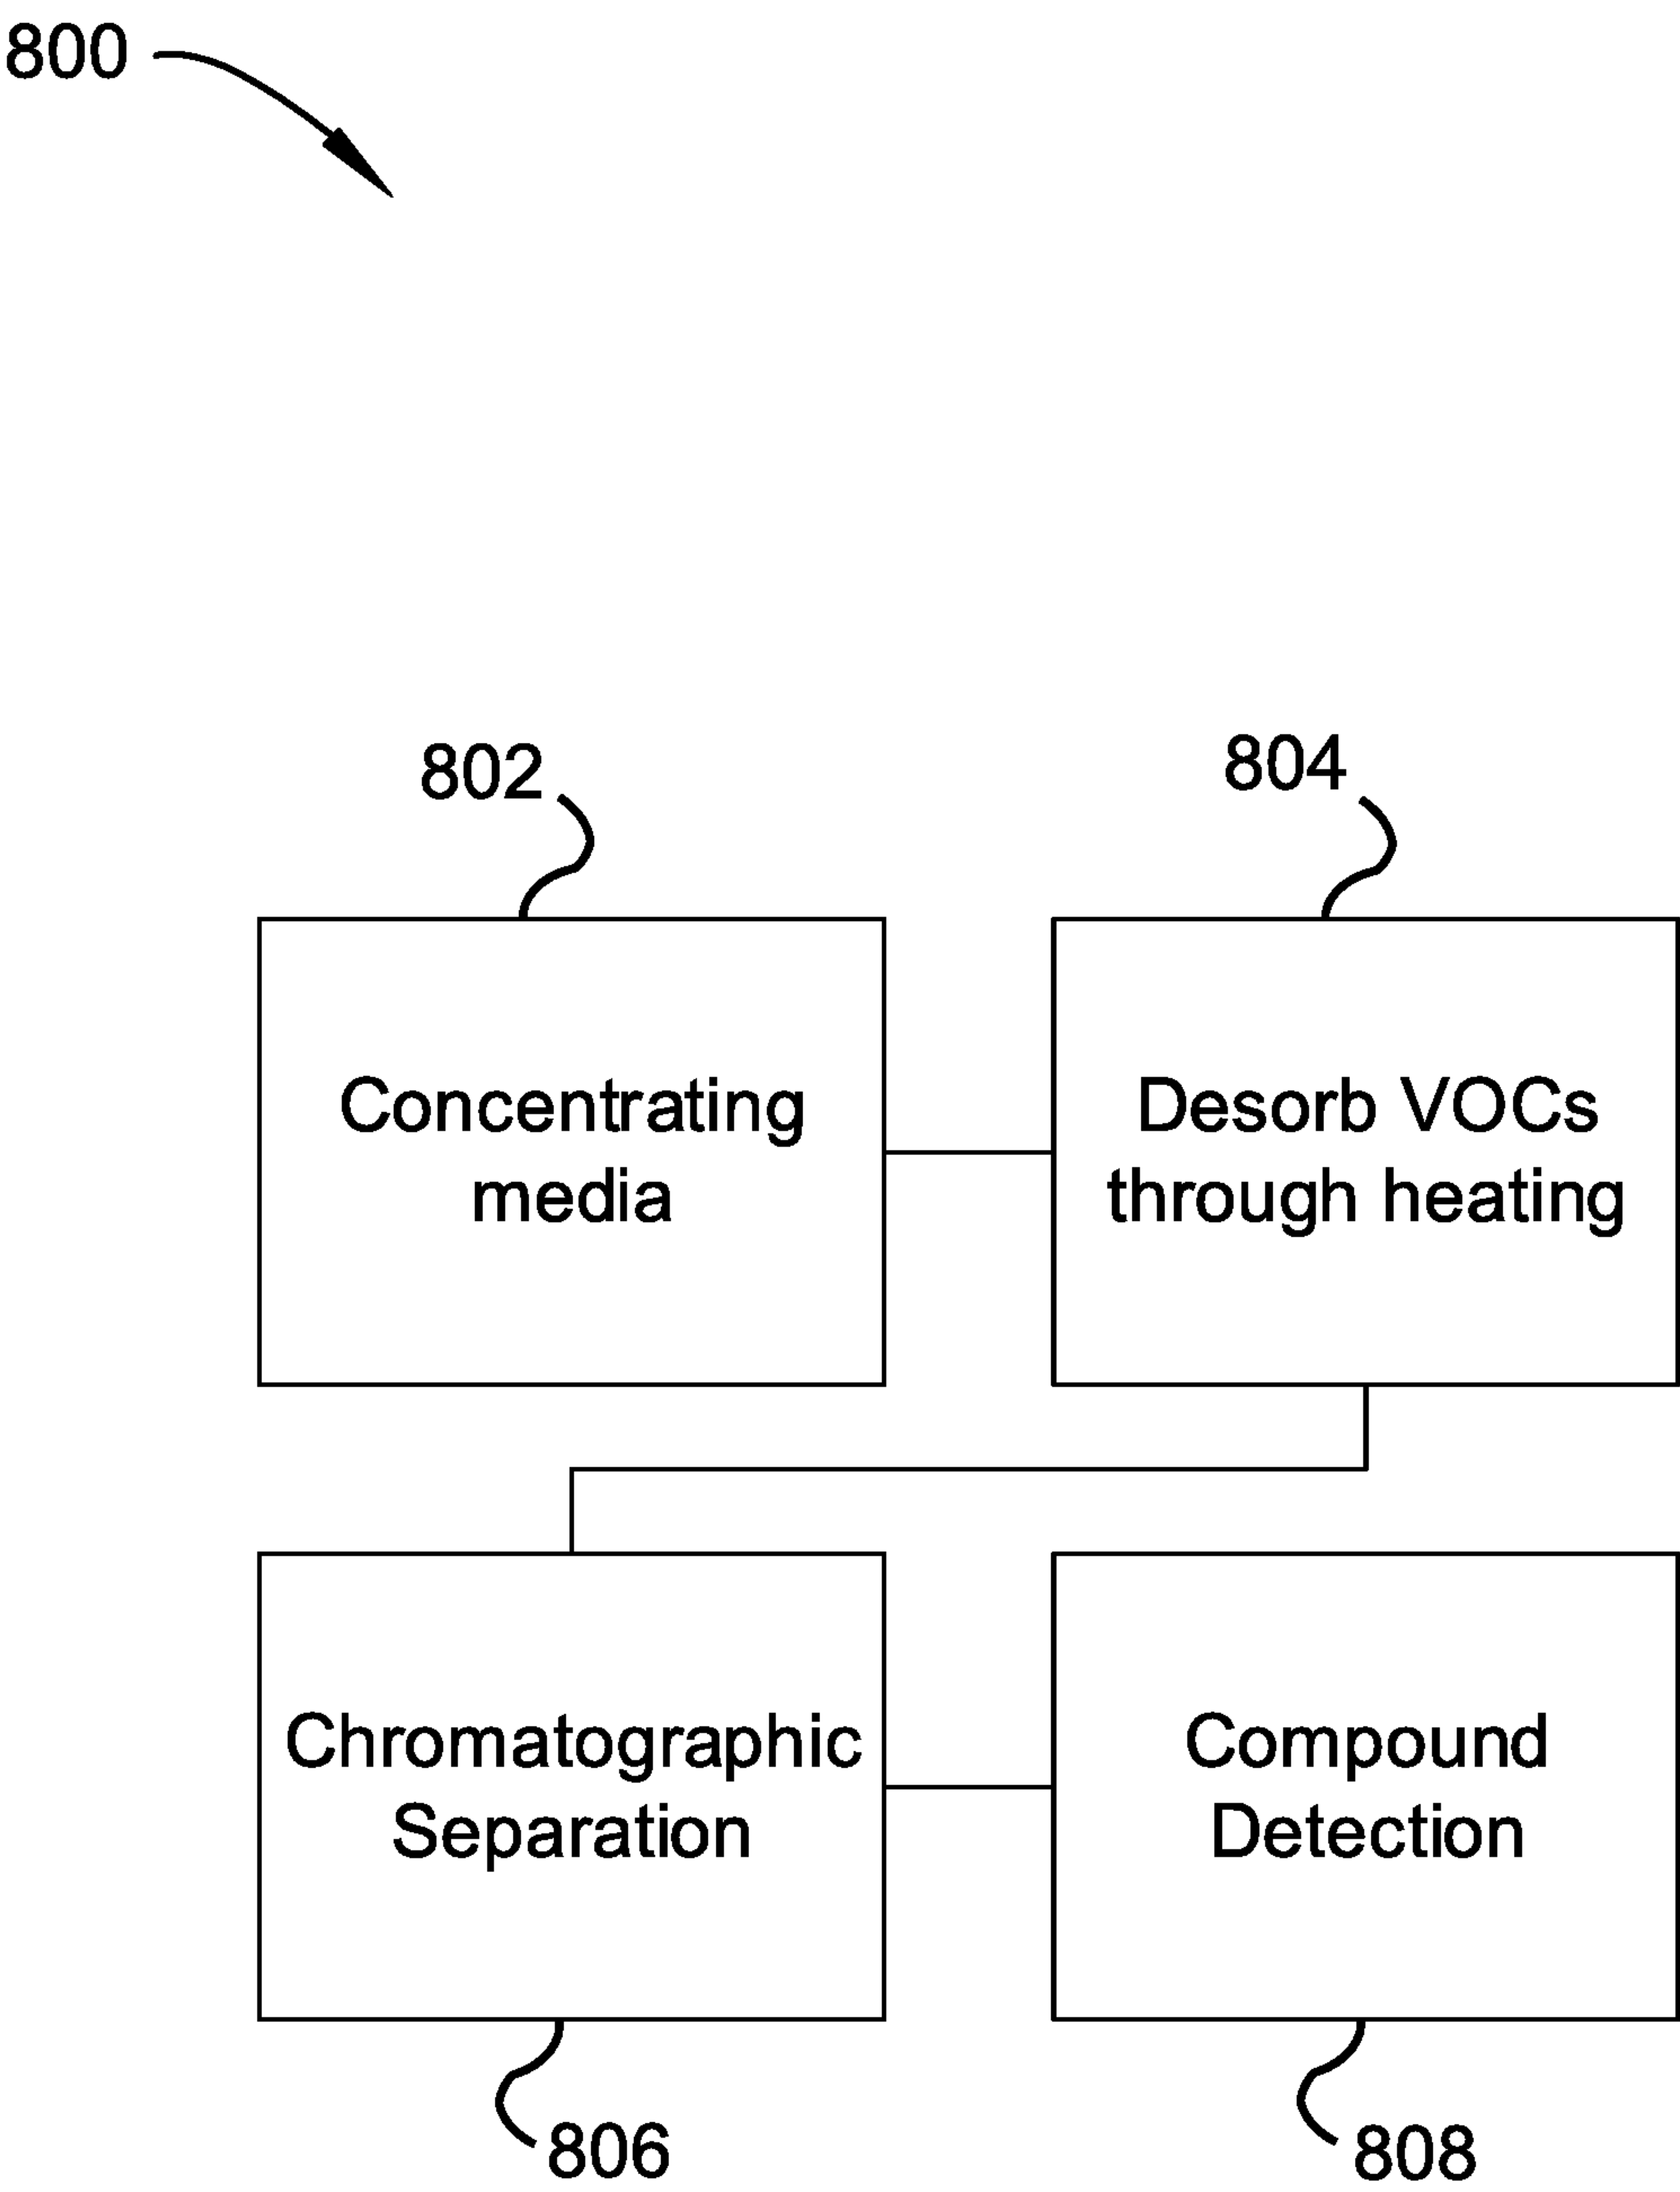 800
802
804
Concentrating
media
Desorb VOCs
through heating
Chromatographic
Separation
Compound
Detection
806
808